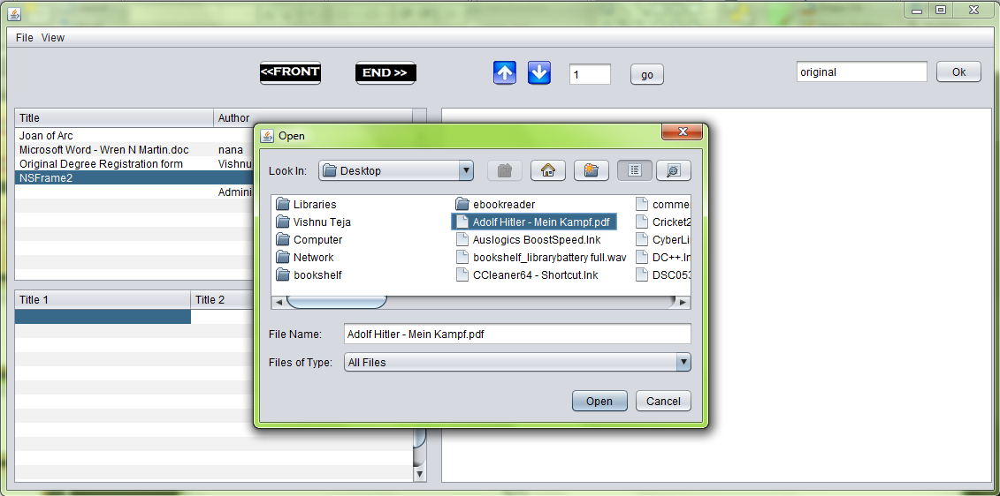 File View
<<FRONT END >> 1 go original Ok
Title Author
Joan of Arc
Microsoft Word - Wren N Martin.doc nana
Original Degree Registration form Vishnu
NSFrame2
Admini
Open
Look In: Desktop
Libraries ebookreader comme
Vishnu Teja Adolf Hitler - Mein Kampf.pdf Cricket2
Computer Auslogics BoostSpeed.lnk CyberLi
Network bookshelf_librarybattery full.wav DC++.ln
bookshelf CCleaner64 - Shortcut.lnk DSC053
Title 1 Title 2
File Name: Adolf Hitler - Mein Kampf.pdf
Files of Type: All Files
Open Cancel